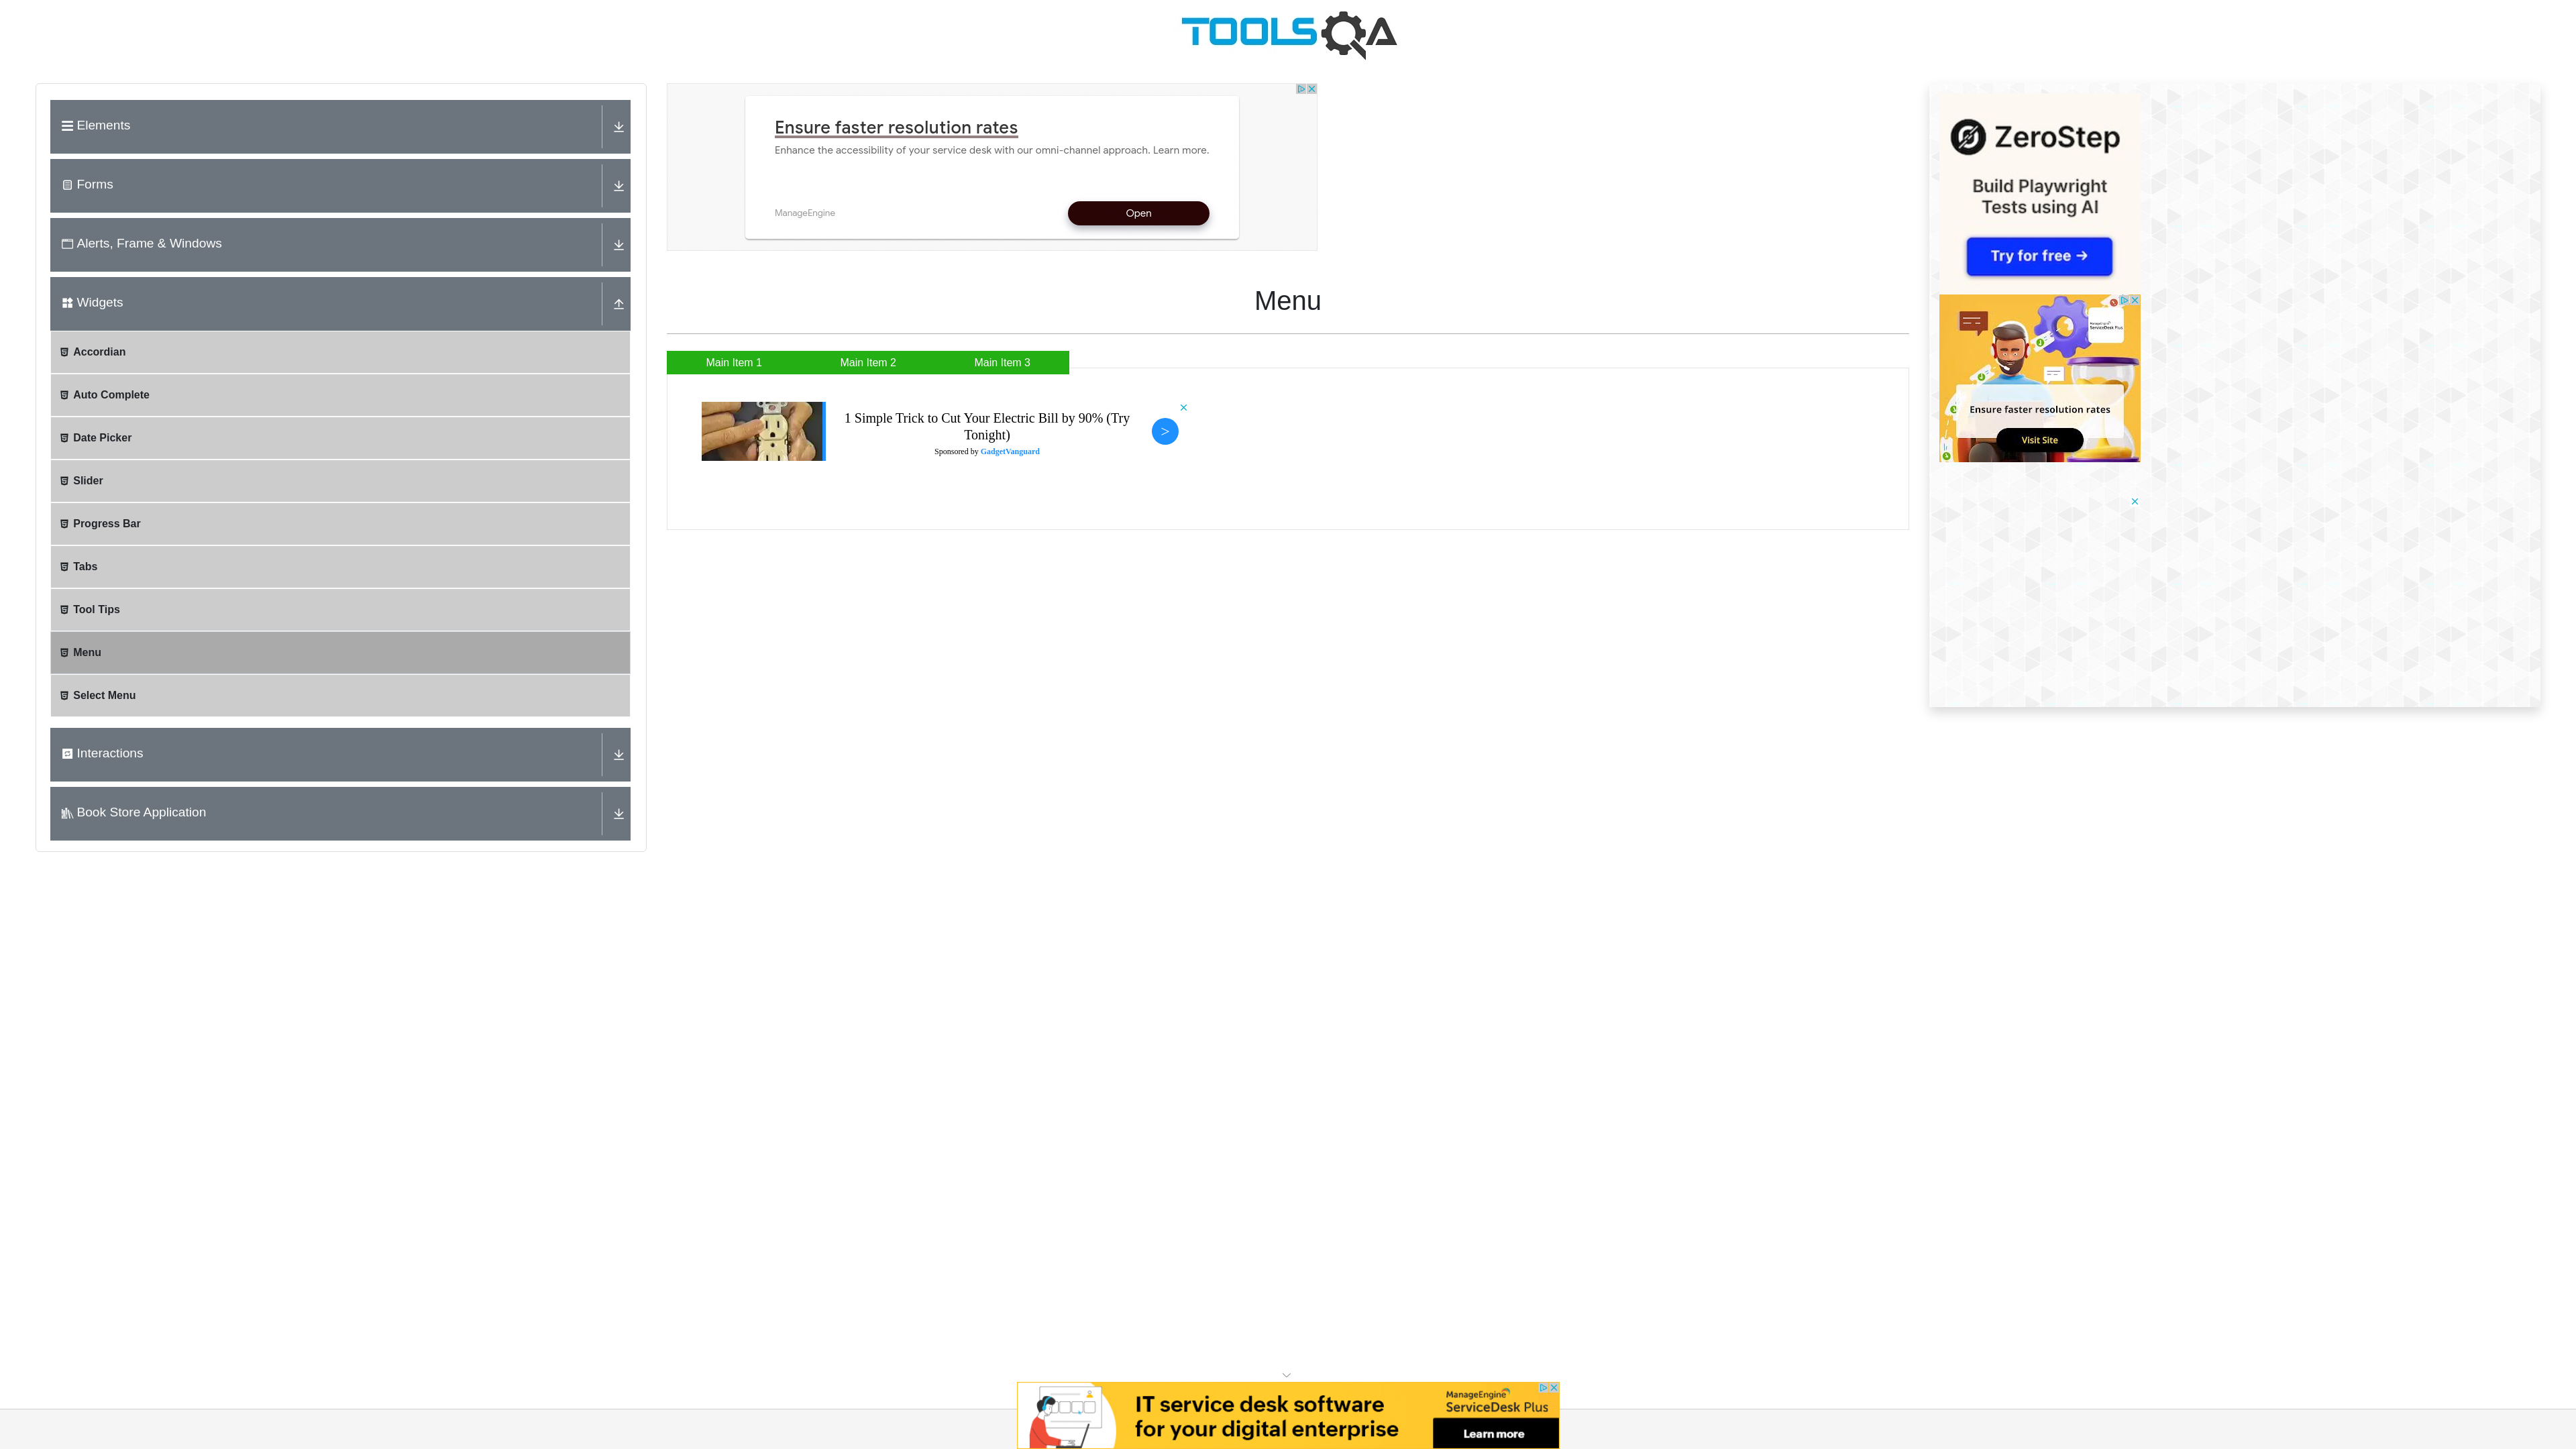 TOOLSQA
Elements
Forms
Alerts, Frame & Windows
Widgets
Accordian
Auto Complete
Date Picker
Slider
Progress Bar
Tabs
Tool Tips
Menu
Select Menu
Interactions
Book Store Application
Ensure faster resolution rates
Enhance the accessibility of your service desk with our omni-channel approach. Learn more.
ManageEngine
Open
Menu
Main Item 1
Main Item 2
Main Item 3
1 Simple Trick to Cut Your Electric Bill by 90% (Try
Tonight)
Sponsored by GadgetVanguard
>
ZeroStep
Build Playwright
Tests using AI
Try for free →
ServiceDesk Plus
Ensure faster resolution rates
Visit Site
IT service desk software
for your digital enterprise
ManageEngine
ServiceDesk Plus
Learn more